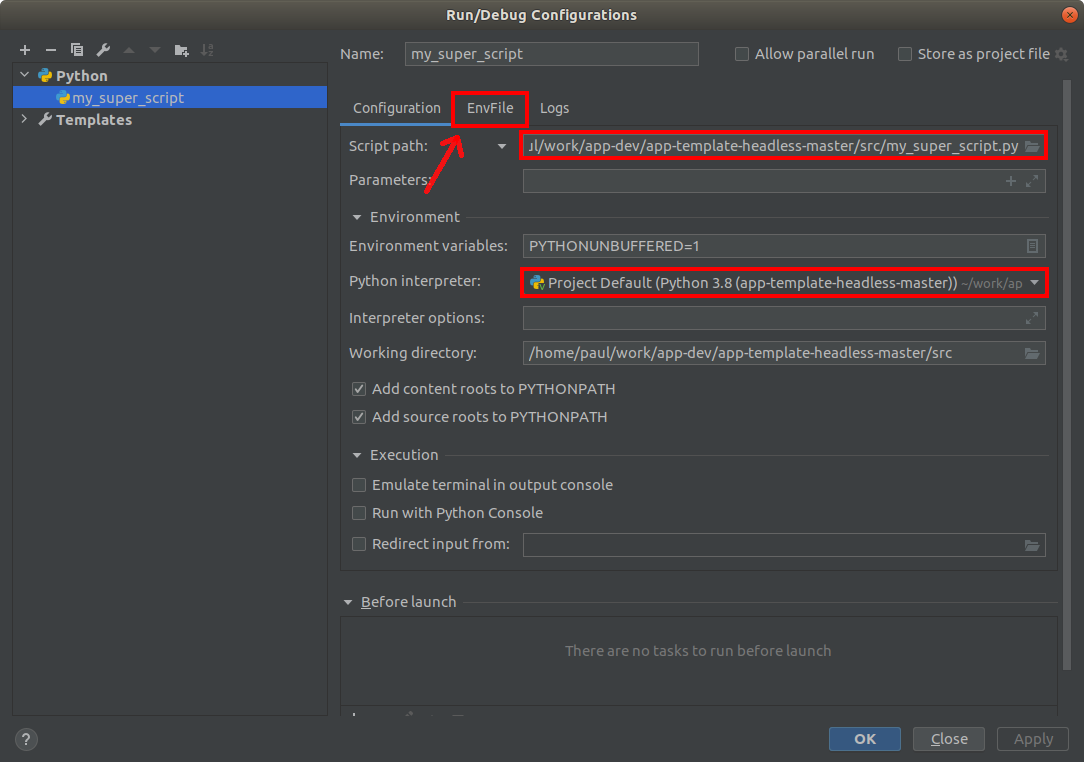 Run/Debug Configurations
Python
my_super_script
Templates
Name: my_super_script Allow parallel run Store as project file
Configuration EnvFile Logs
Script path: /work/app-dev/app-template-headless-master/src/my_super_script.py
Parameters:
Environment
Environment variables: PYTHONUNBUFFERED=1
Python interpreter: Project Default (Python 3.8 (app-template-headless-master)) ~/work/ap
Interpreter options:
Working directory: /home/paul/work/app-dev/app-template-headless-master/src
Add content roots to PYTHONPATH
Add source roots to PYTHONPATH
Execution
Emulate terminal in output console
Run with Python Console
Redirect input from:
Before launch
There are no tasks to run before launch
? OK Close Apply